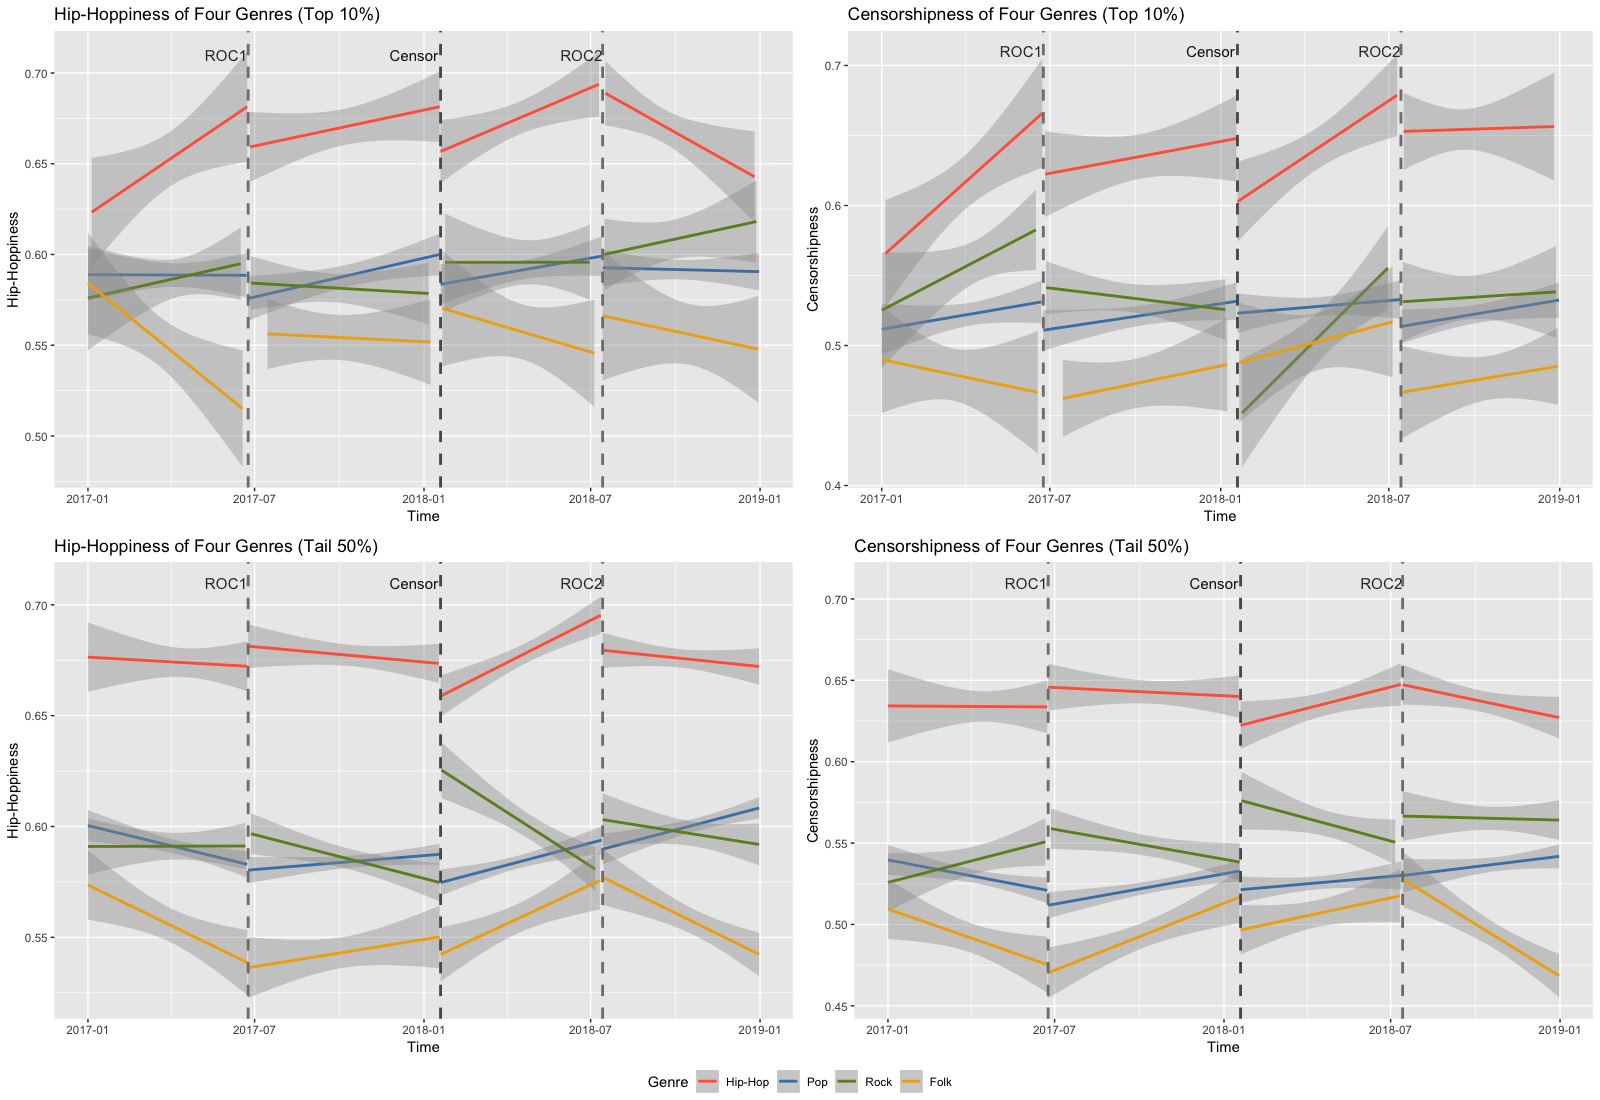 Hip-Hoppiness of Four Genres (Top 10%)
ROC1
Censor
ROC2
0.70
0.65
0.60
0.55
0.50
Hip-Hoppiness
2017-01
2017-07
2018-01
2018-07
2019-01
Time
Censorshipness of Four Genres (Top 10%)
ROC1
Censor
ROC2
0.7
0.6
0.5
0.4
Censorshipness
2017-01
2017-07
2018-01
2018-07
2019-01
Time
Hip-Hoppiness of Four Genres (Tail 50%)
ROC1
Censor
ROC2
0.70
0.65
0.60
0.55
Hip-Hoppiness
2017-01
2017-07
2018-01
2018-07
2019-01
Time
Censorshipness of Four Genres (Tail 50%)
ROC1
Censor
ROC2
0.70
0.65
0.60
0.55
0.50
0.45
Censorshipness
2017-01
2017-07
2018-01
2018-07
2019-01
Time
Genre Hip-Hop Pop Rock Folk